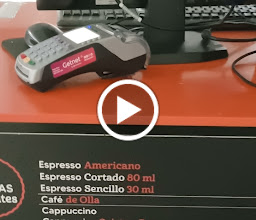 Getnet
Espresso Americano
Espresso Cortado 80 ml
Espresso Sencillo 30 ml
Café de Olla
Cappuccino